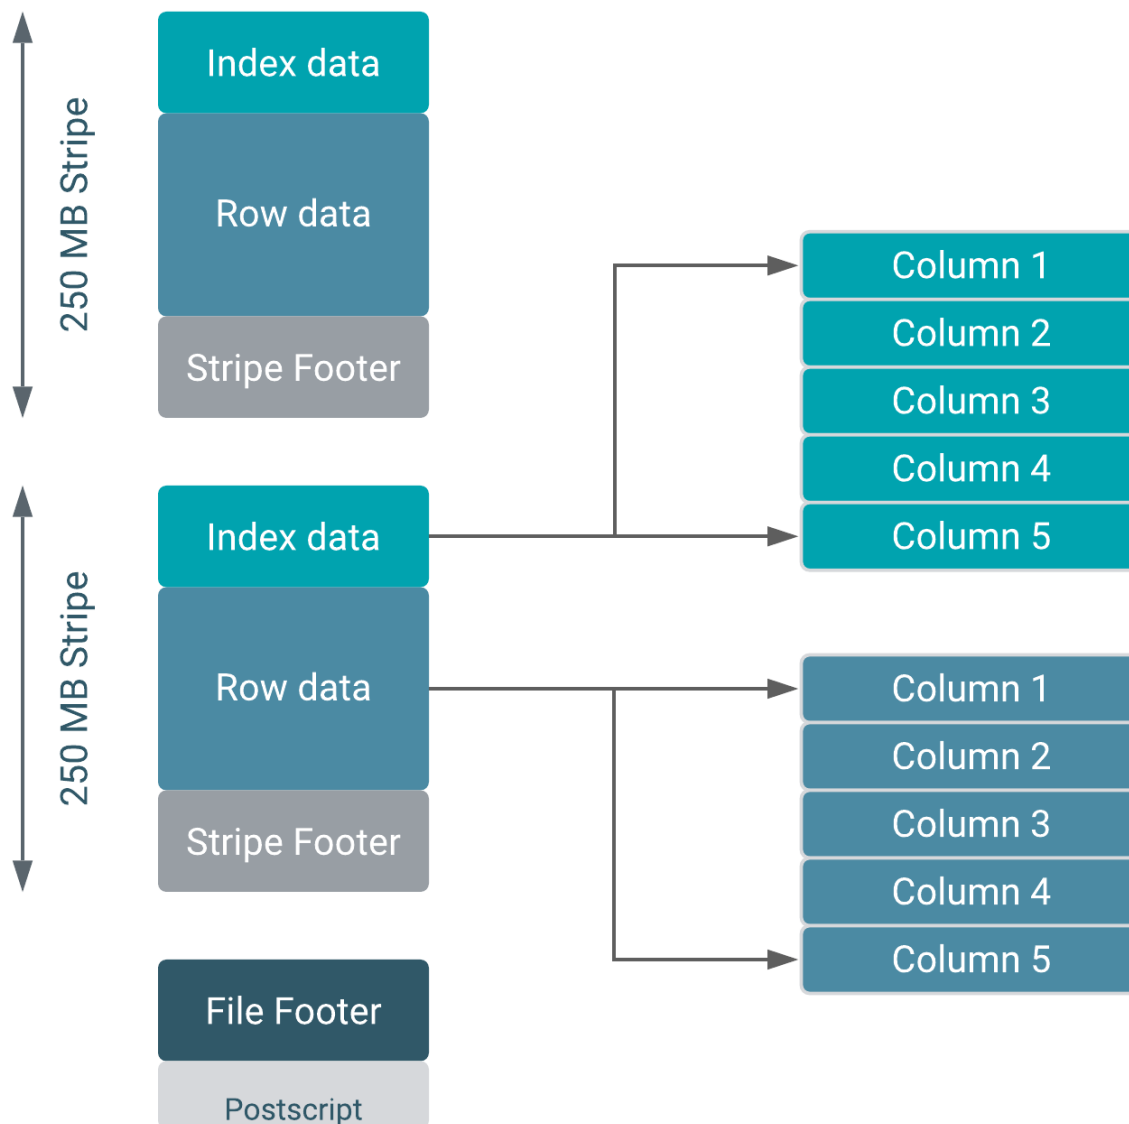 250 MB Stripe
Index data
Row data
Stripe Footer
250 MB Stripe
Index data
Row data
Stripe Footer
File Footer
Postscript
Column 1
Column 2
Column 3
Column 4
Column 5
Column 1
Column 2
Column 3
Column 4
Column 5